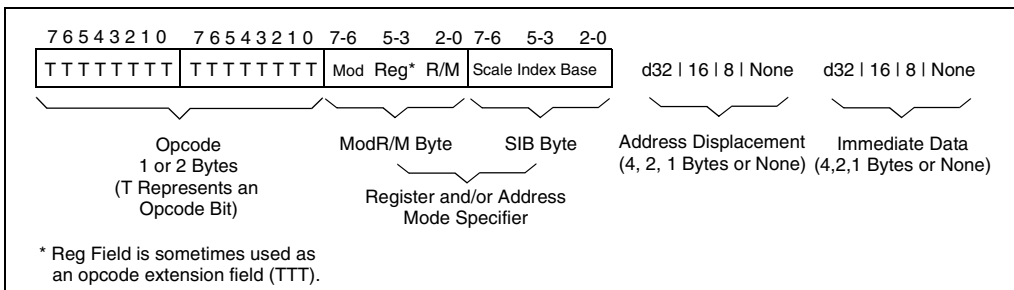 7 6 5 4 3 2 1 0 7 6 5 4 3 2 1 0 7-6 5-3 2-0 7-6 5-3 2-0
T T T T T T T T T T T T T T T T Mod Reg* R/M Scale Index Base d32 | 16 | 8 | None d32 | 16 | 8 | None
Opcode
1 or 2 Bytes
(T Represents an
Opcode Bit)
ModR/M Byte SIB Byte
Register and/or Address
Mode Specifier
Address Displacement
(4, 2, 1 Bytes or None)
Immediate Data
(4,2,1 Bytes or None)
* Reg Field is sometimes used as
an opcode extension field (TTT).